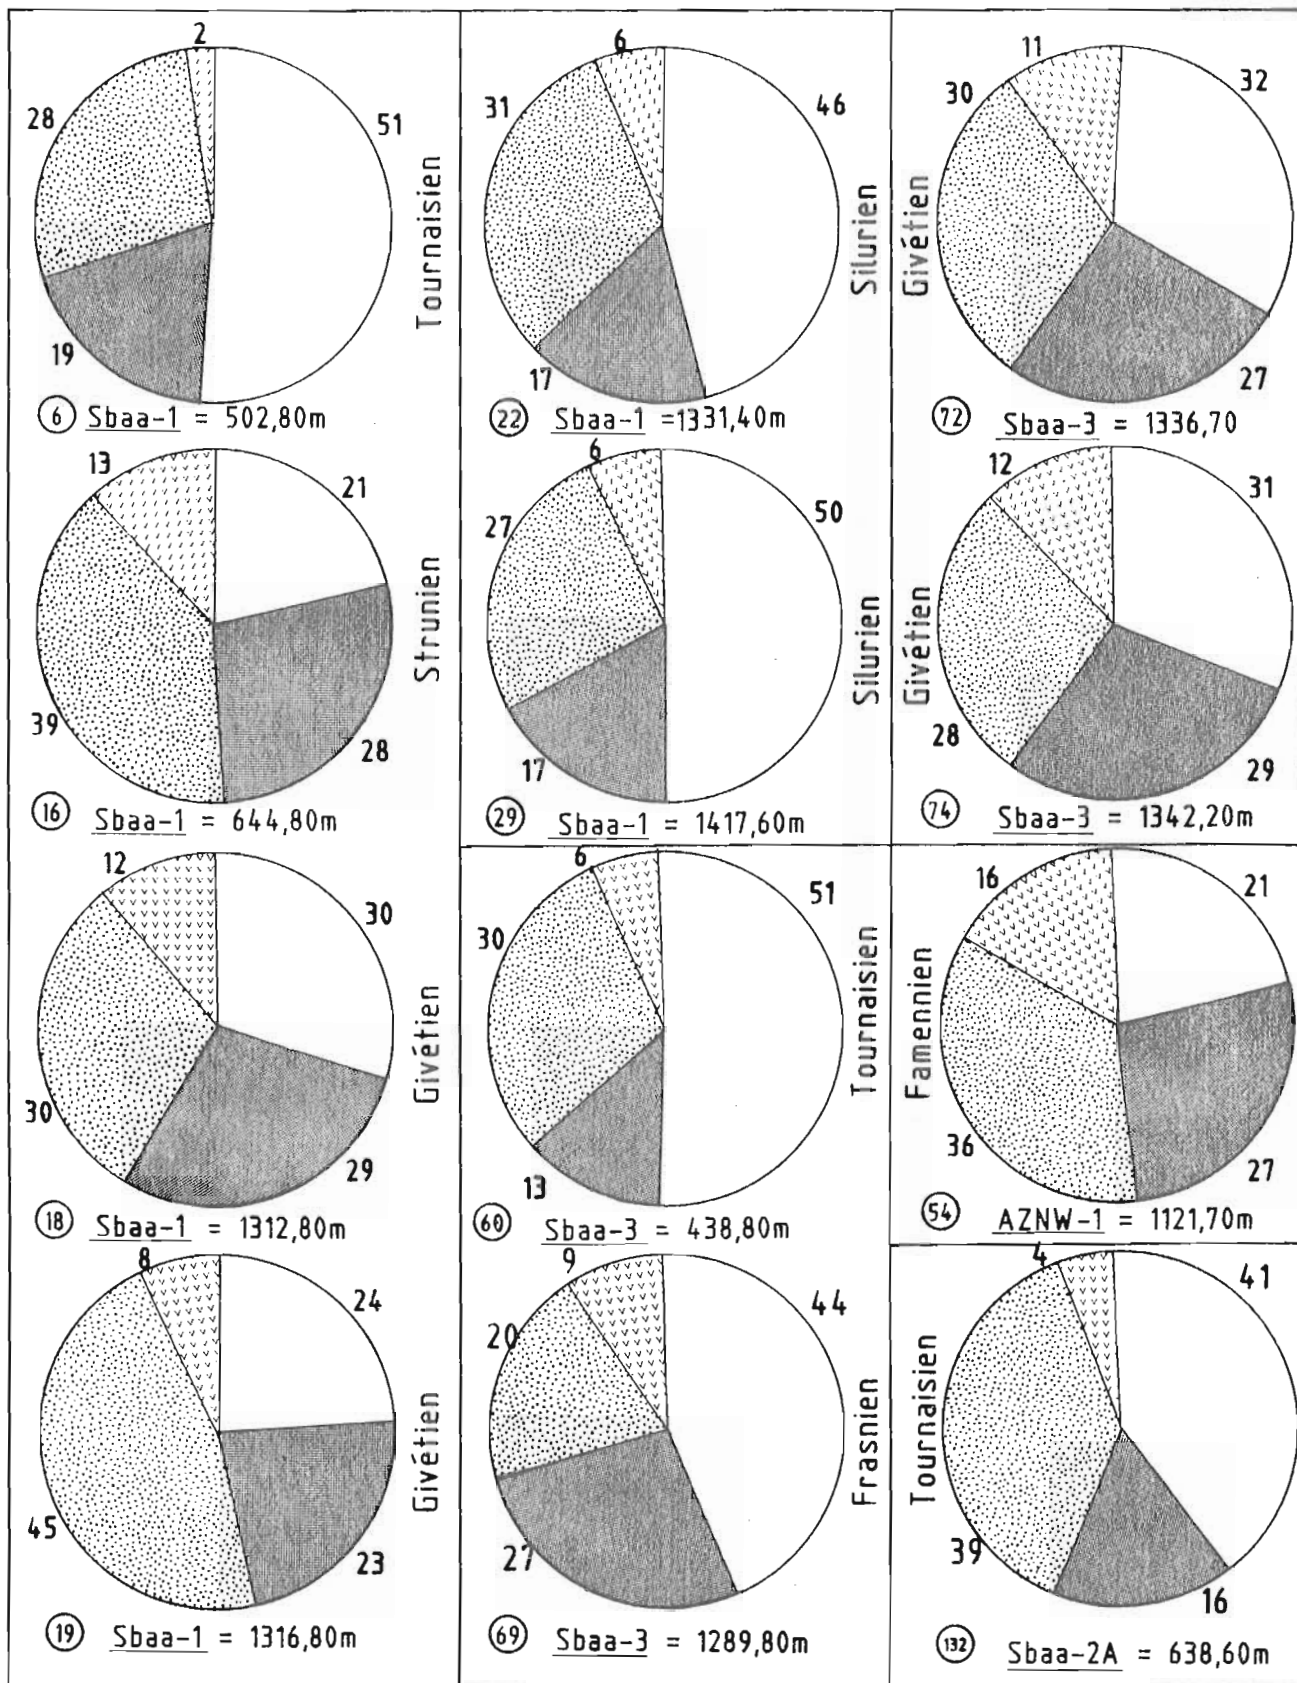 2
28
51
19
Tournaisien
6 Sbaa-1 = 502,80m
13
21
39
28
Strunien
16 Sbaa-1 = 644,80m
12
30
30
29
Givétien
18 Sbaa-1 = 1312,80m
8
24
45
23
Givétien
19 Sbaa-1 = 1316,80m
6
31
46
17
Silurien
22 Sbaa-1 =1331,40m
6
27
50
17
Silurien
29 Sbaa-1 = 1417,60m
6
30
51
13
Tournaisien
60 Sbaa-3 = 438,80m
9
20
44
27
Frasnien
69 Sbaa-3 = 1289,80m
11
30
32
27
Givétien
72 Sbaa-3 = 1336,70
12
31
28
29
Givétien
74 Sbaa-3 = 1342,20m
16
21
36
27
Famennien
54 AZNW-1 = 1121,70m
4
41
39
16
Tournaisien
132 Sbaa-2A = 638,60m